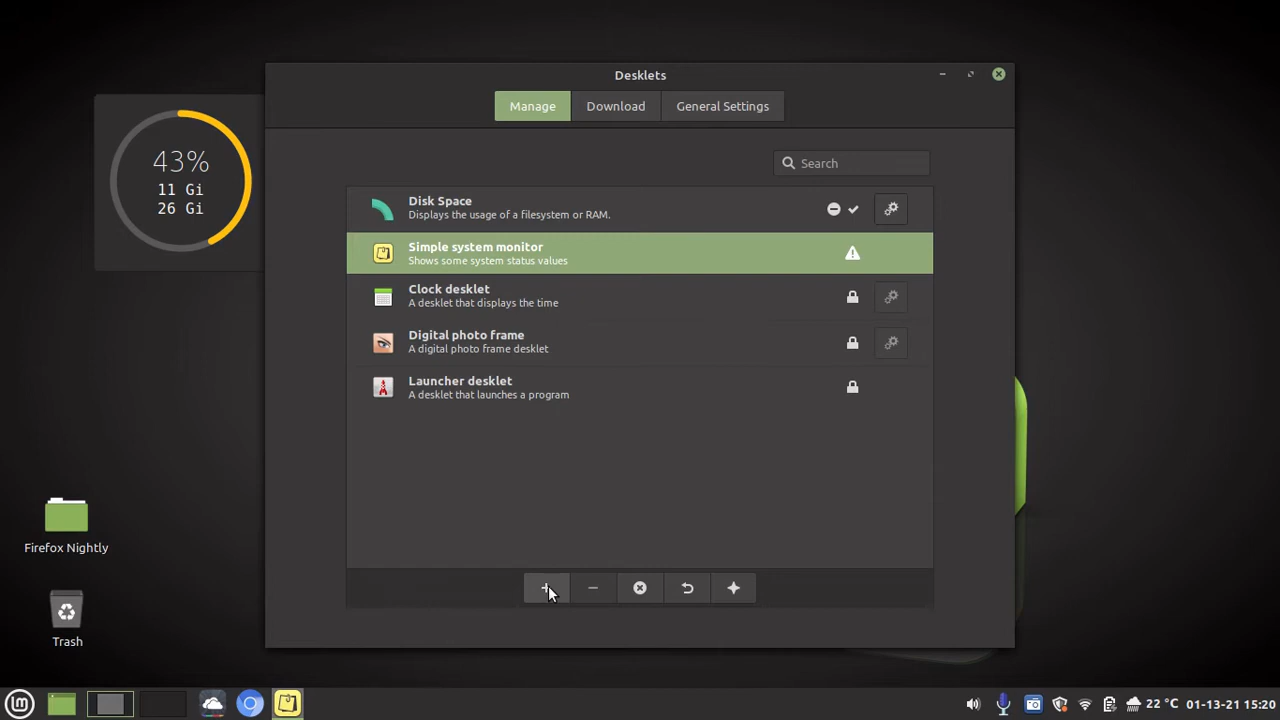 Desklets
Manage
Download
General Settings
Search
43%
11 Gi
26 Gi
Disk Space
Displays the usage of a filesystem or RAM.
Simple system monitor
Shows some system status values
Clock desklet
A desklet that displays the time
Digital photo frame
A digital photo frame desklet
Launcher desklet
A desklet that launches a program
Firefox Nightly
Trash
22 °C
01-13-21 15:20